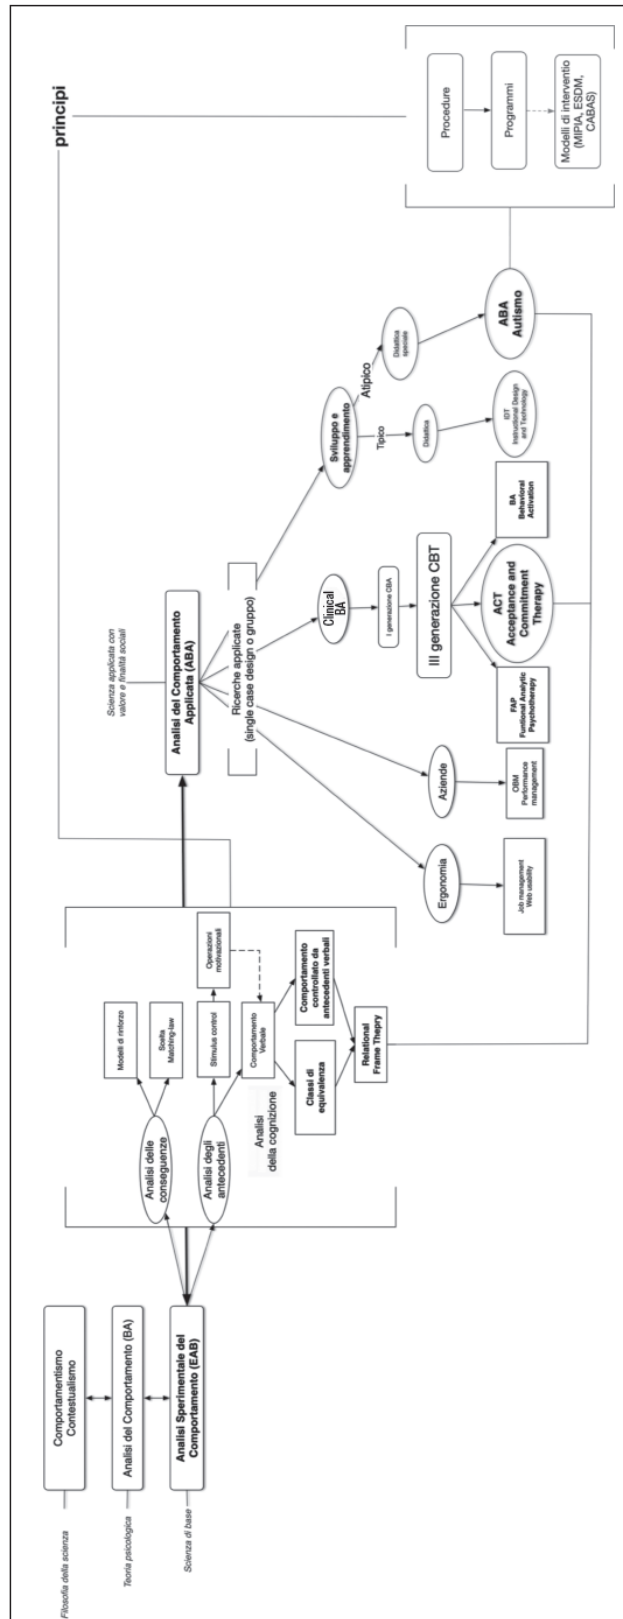 Filosofia della scienza
Comportamentismo
Contestualismo
Teoria psicologica
Analisi del Comportamento (BA)
Scienza di base
Analisi Sperimentale del
Comportamento (EAB)
Analisi delle
conseguenze
Modelli di rinforzo
Scelta
Matching-law
Analisi degli
antecedenti
Stimulus control
Operazioni
motivazionali
Comportamento
Verbale
Analisi
della cognizione
Classi di
equivalenza
Comportamento
controllato da
antecedenti verbali
Relational
Frame Thepry
principi
Scienza applicata con
valore e finalità sociali
Analisi del Comportamento
Applicata (ABA)
Ricerche applicate
(single case design o gruppo)
Ergonomia
Job management
Web usability
Aziende
OBM
Performance
management
Clinical
BA
I generazione CBA
III generazione CBT
FAP
Funtional Analytic
Psychotherapy
ACT
Acceptance and
Commitment
Therapy
BA
Behavioral
Activation
Sviluppo e
apprendimento
Tipico
Atipico
Didattica
Didattica
speciale
IDT
Instructional Design
and Technology
ABA
Autismo
Procedure
Programmi
Modelli di interventio
(MIPIA, ESDM,
CABAS)